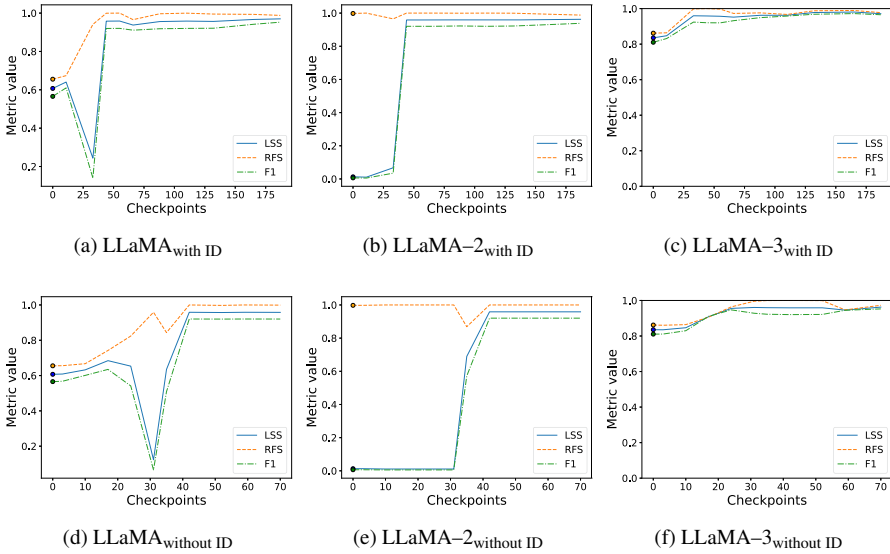 1.0
0.8
0.6
0.4
0.2
Metric value
LSS
RFS
F1
0 25 50 75 100 125 150 175
Checkpoints
(a) LLaMAwith ID
1.0
0.8
0.6
0.4
0.2
0.0
Metric value
LSS
RFS
F1
0 25 50 75 100 125 150 175
Checkpoints
(b) LLaMA–2with ID
1.0
0.8
0.6
0.4
0.2
0.0
Metric value
LSS
RFS
F1
0 25 50 75 100 125 150 175
Checkpoints
(c) LLaMA–3with ID
1.0
0.8
0.6
0.4
0.2
Metric value
LSS
RFS
F1
0 10 20 30 40 50 60 70
Checkpoints
(d) LLaMAwithout ID
1.0
0.8
0.6
0.4
0.2
0.0
Metric value
LSS
RFS
F1
0 10 20 30 40 50 60 70
Checkpoints
(e) LLaMA–2without ID
1.0
0.8
0.6
0.4
0.2
0.0
Metric value
LSS
RFS
F1
0 10 20 30 40 50 60 70
Checkpoints
(f) LLaMA–3without ID